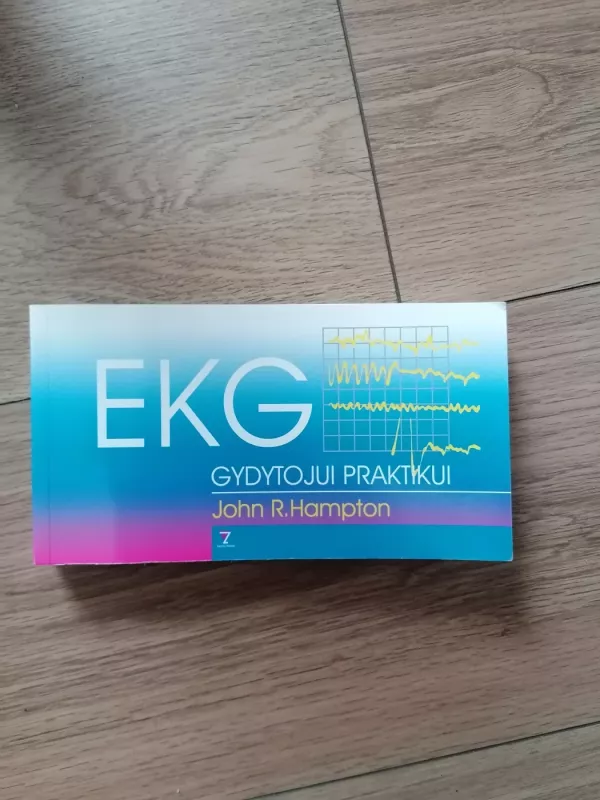 EKG
GYDYTOJUI PRAKTIKUI
John R.Hampton